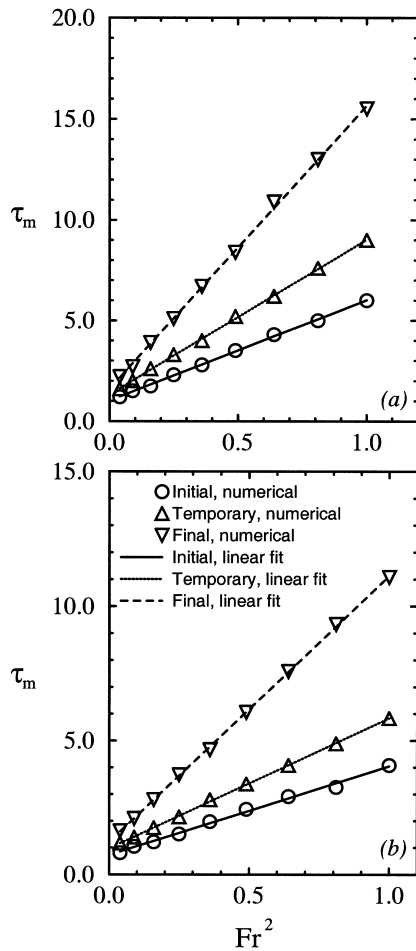 20.0
15.0
τm
10.0
5.0
(a)
0.0
0.0 0.5 1.0
15.0
Initial, numerical
Temporary, numerical
Final, numerical
Initial, linear fit
Temporary, linear fit
Final, linear fit
10.0
τm
5.0
(b)
0.0
0.0 0.5 1.0
Fr²